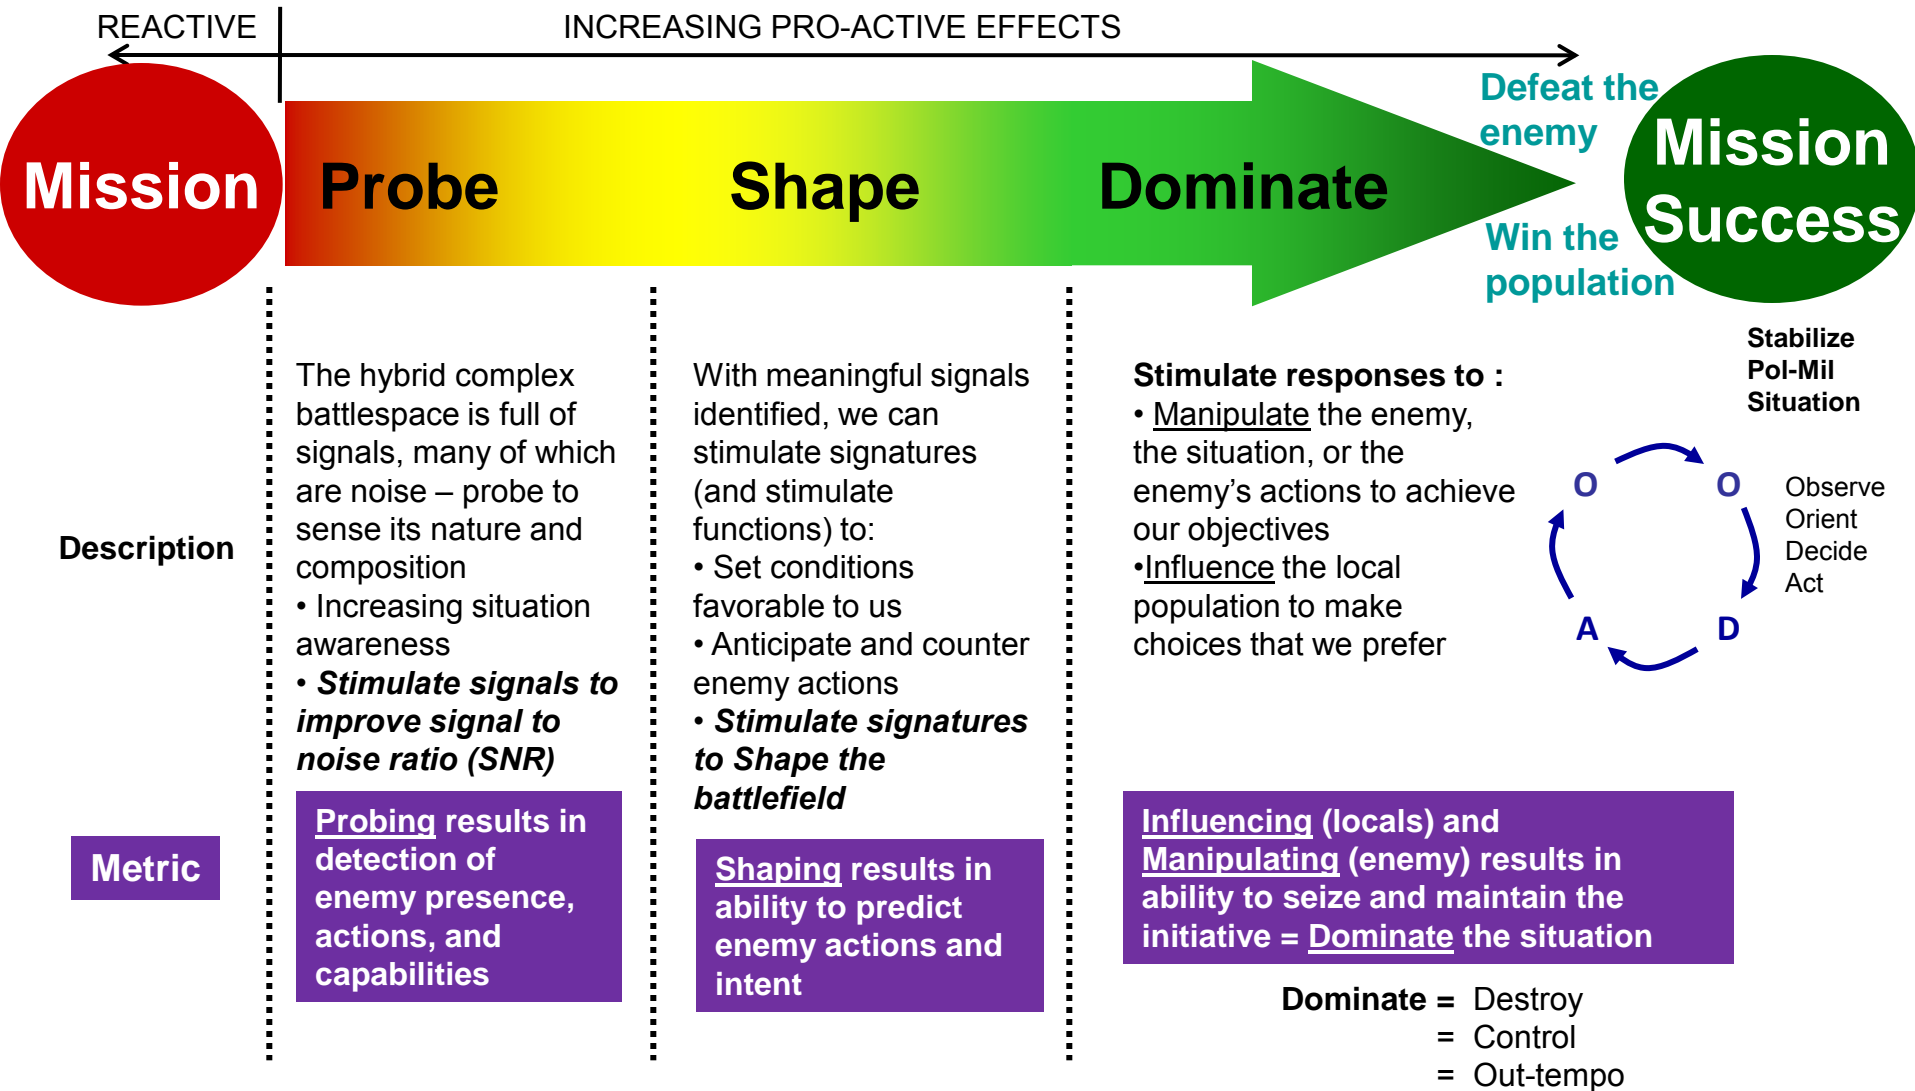 REACTIVE
INCREASING PRO-ACTIVE EFFECTS
Mission
Probe
Shape
Dominate
Defeat the
enemy
Win the
population
Mission
Success
Stabilize
Pol-Mil
Situation
Description
The hybrid complex
battlespace is full of
signals, many of which
are noise – probe to
sense its nature and
composition
• Increasing situation
awareness
• Stimulate signals to
improve signal to
noise ratio (SNR)
With meaningful signals
identified, we can
stimulate signatures
(and stimulate
functions) to:
• Set conditions
favorable to us
• Anticipate and counter
enemy actions
• Stimulate signatures
to Shape the
battlefield
Stimulate responses to :
• Manipulate the enemy,
the situation, or the
enemy’s actions to achieve
our objectives
•Influence the local
population to make
choices that we prefer
O
O
D
A
Observe
Orient
Decide
Act
Metric
Probing results in
detection of
enemy presence,
actions, and
capabilities
Shaping results in
ability to predict
enemy actions and
intent
Influencing (locals) and
Manipulating (enemy) results in
ability to seize and maintain the
initiative = Dominate the situation
Dominate = Destroy
= Control
= Out-tempo